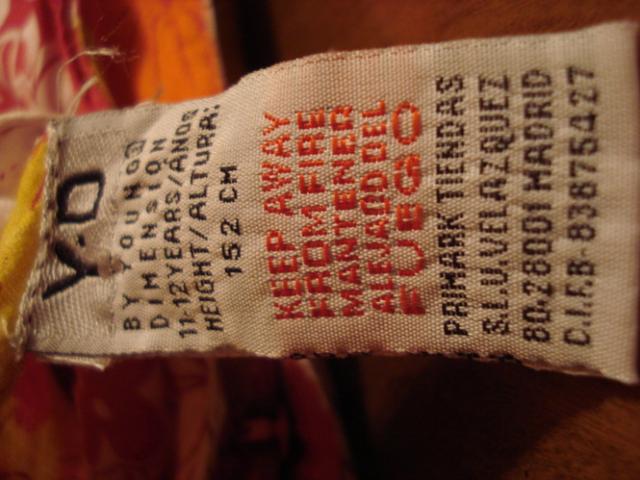 Y.D
BY YOUNG
DIMENSION
11-12YEARS/AÑOS
HEIGHT/ALTURA:
152 CM
KEEP AWAY
FROM FIRE
MANTENER
ALEJADO DEL
FUEGO
PRIMARK TIENDAS
S.L.U.VELAZQUEZ
80.28001 MADRID
C.I.F.B-83875427